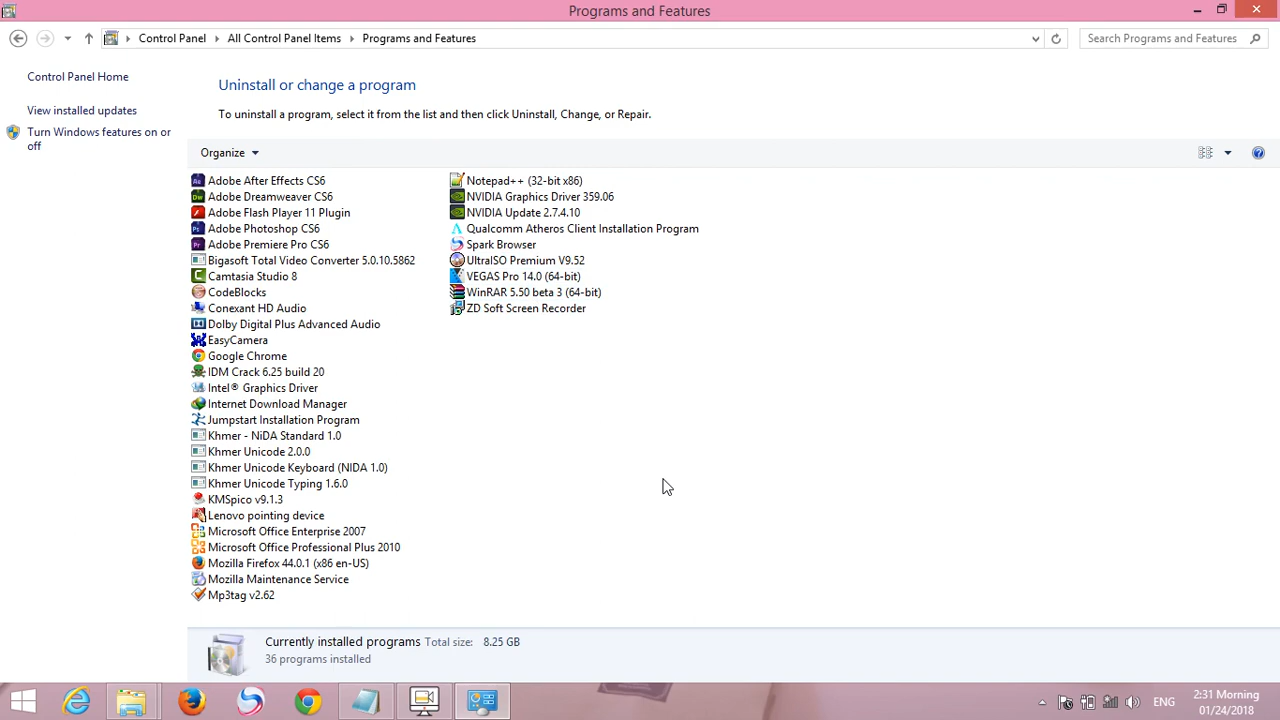 Programs and Features
Control Panel
All Control Panel Items
Programs and Features
Search Programs and Features
Control Panel Home
View installed updates
Turn Windows features on or
off
Uninstall or change a program
To uninstall a program, select it from the list and then click Uninstall, Change, or Repair.
Organize
Adobe After Effects CS6
Adobe Dreamweaver CS6
Adobe Flash Player 11 Plugin
Adobe Photoshop CS6
Adobe Premiere Pro CS6
Bigasoft Total Video Converter 5.0.10.5862
Camtasia Studio 8
CodeBlocks
Conexant HD Audio
Dolby Digital Plus Advanced Audio
EasyCamera
Google Chrome
IDM Crack 6.25 build 20
Intel® Graphics Driver
Internet Download Manager
Jumpstart Installation Program
Khmer - NiDA Standard 1.0
Khmer Unicode 2.0.0
Khmer Unicode Keyboard (NIDA 1.0)
Khmer Unicode Typing 1.6.0
KMSpico v9.1.3
Lenovo pointing device
Microsoft Office Enterprise 2007
Microsoft Office Professional Plus 2010
Mozilla Firefox 44.0.1 (x86 en-US)
Mozilla Maintenance Service
Mp3tag v2.62
Notepad++ (32-bit x86)
NVIDIA Graphics Driver 359.06
NVIDIA Update 2.7.4.10
Qualcomm Atheros Client Installation Program
Spark Browser
UltraISO Premium V9.52
VEGAS Pro 14.0 (64-bit)
WinRAR 5.50 beta 3 (64-bit)
ZD Soft Screen Recorder
Currently installed programs Total size: 8.25 GB
36 programs installed
ENG
2:31 Morning
01/24/2018